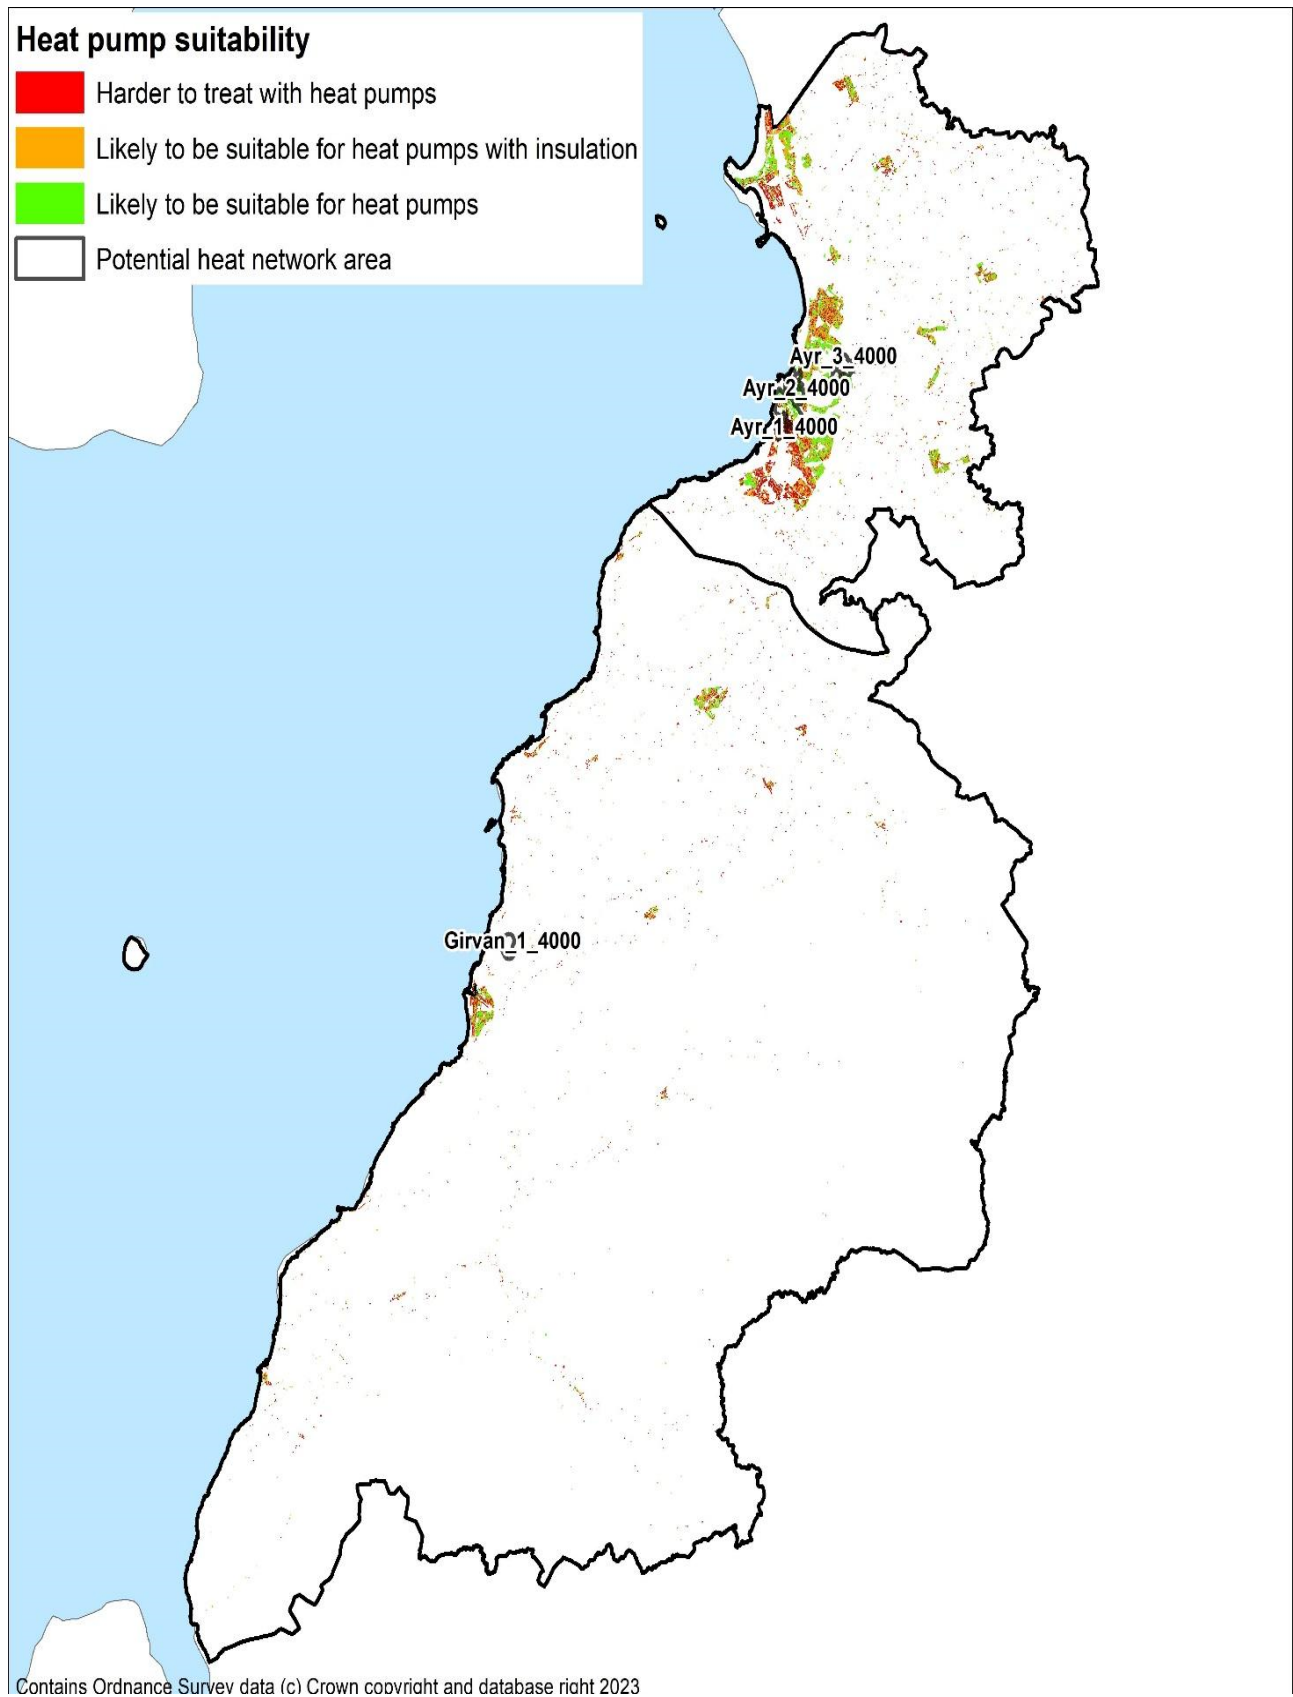 Heat pump suitability
Harder to treat with heat pumps
Likely to be suitable for heat pumps with insulation
Likely to be suitable for heat pumps
Potential heat network area
Ayr_3_4000
Ayr_2_4000
Ayr_1_4000
Girvan_1_4000
Contains Ordnance Survey data (c) Crown copyright and database right 2023